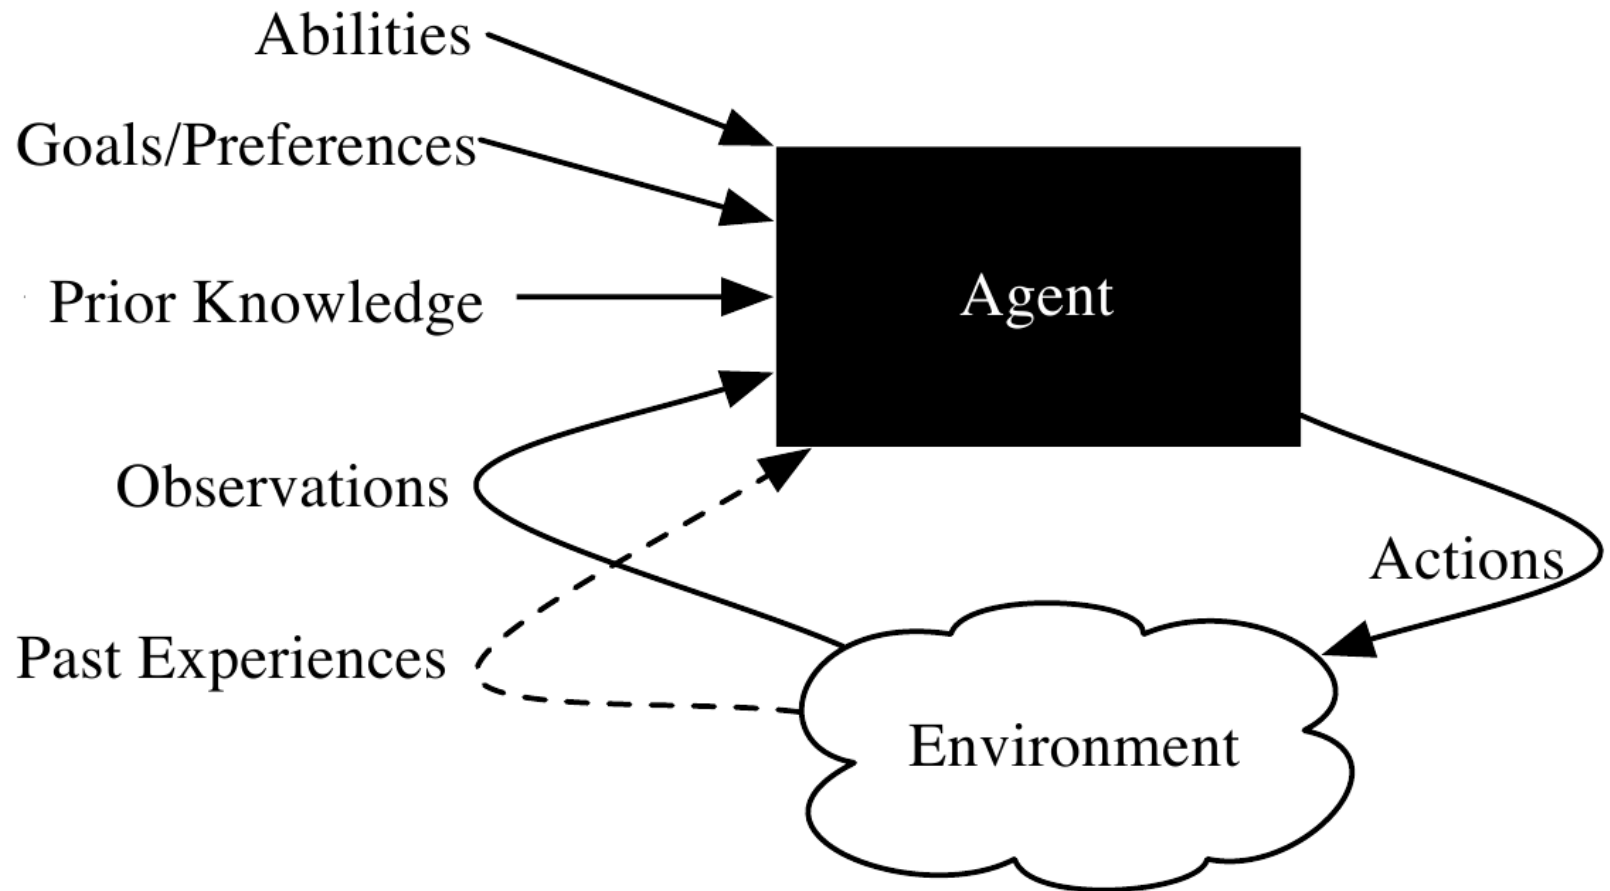 Abilities
Goals/Preferences
Prior Knowledge
Agent
Observations
Actions
Past Experiences
Environment